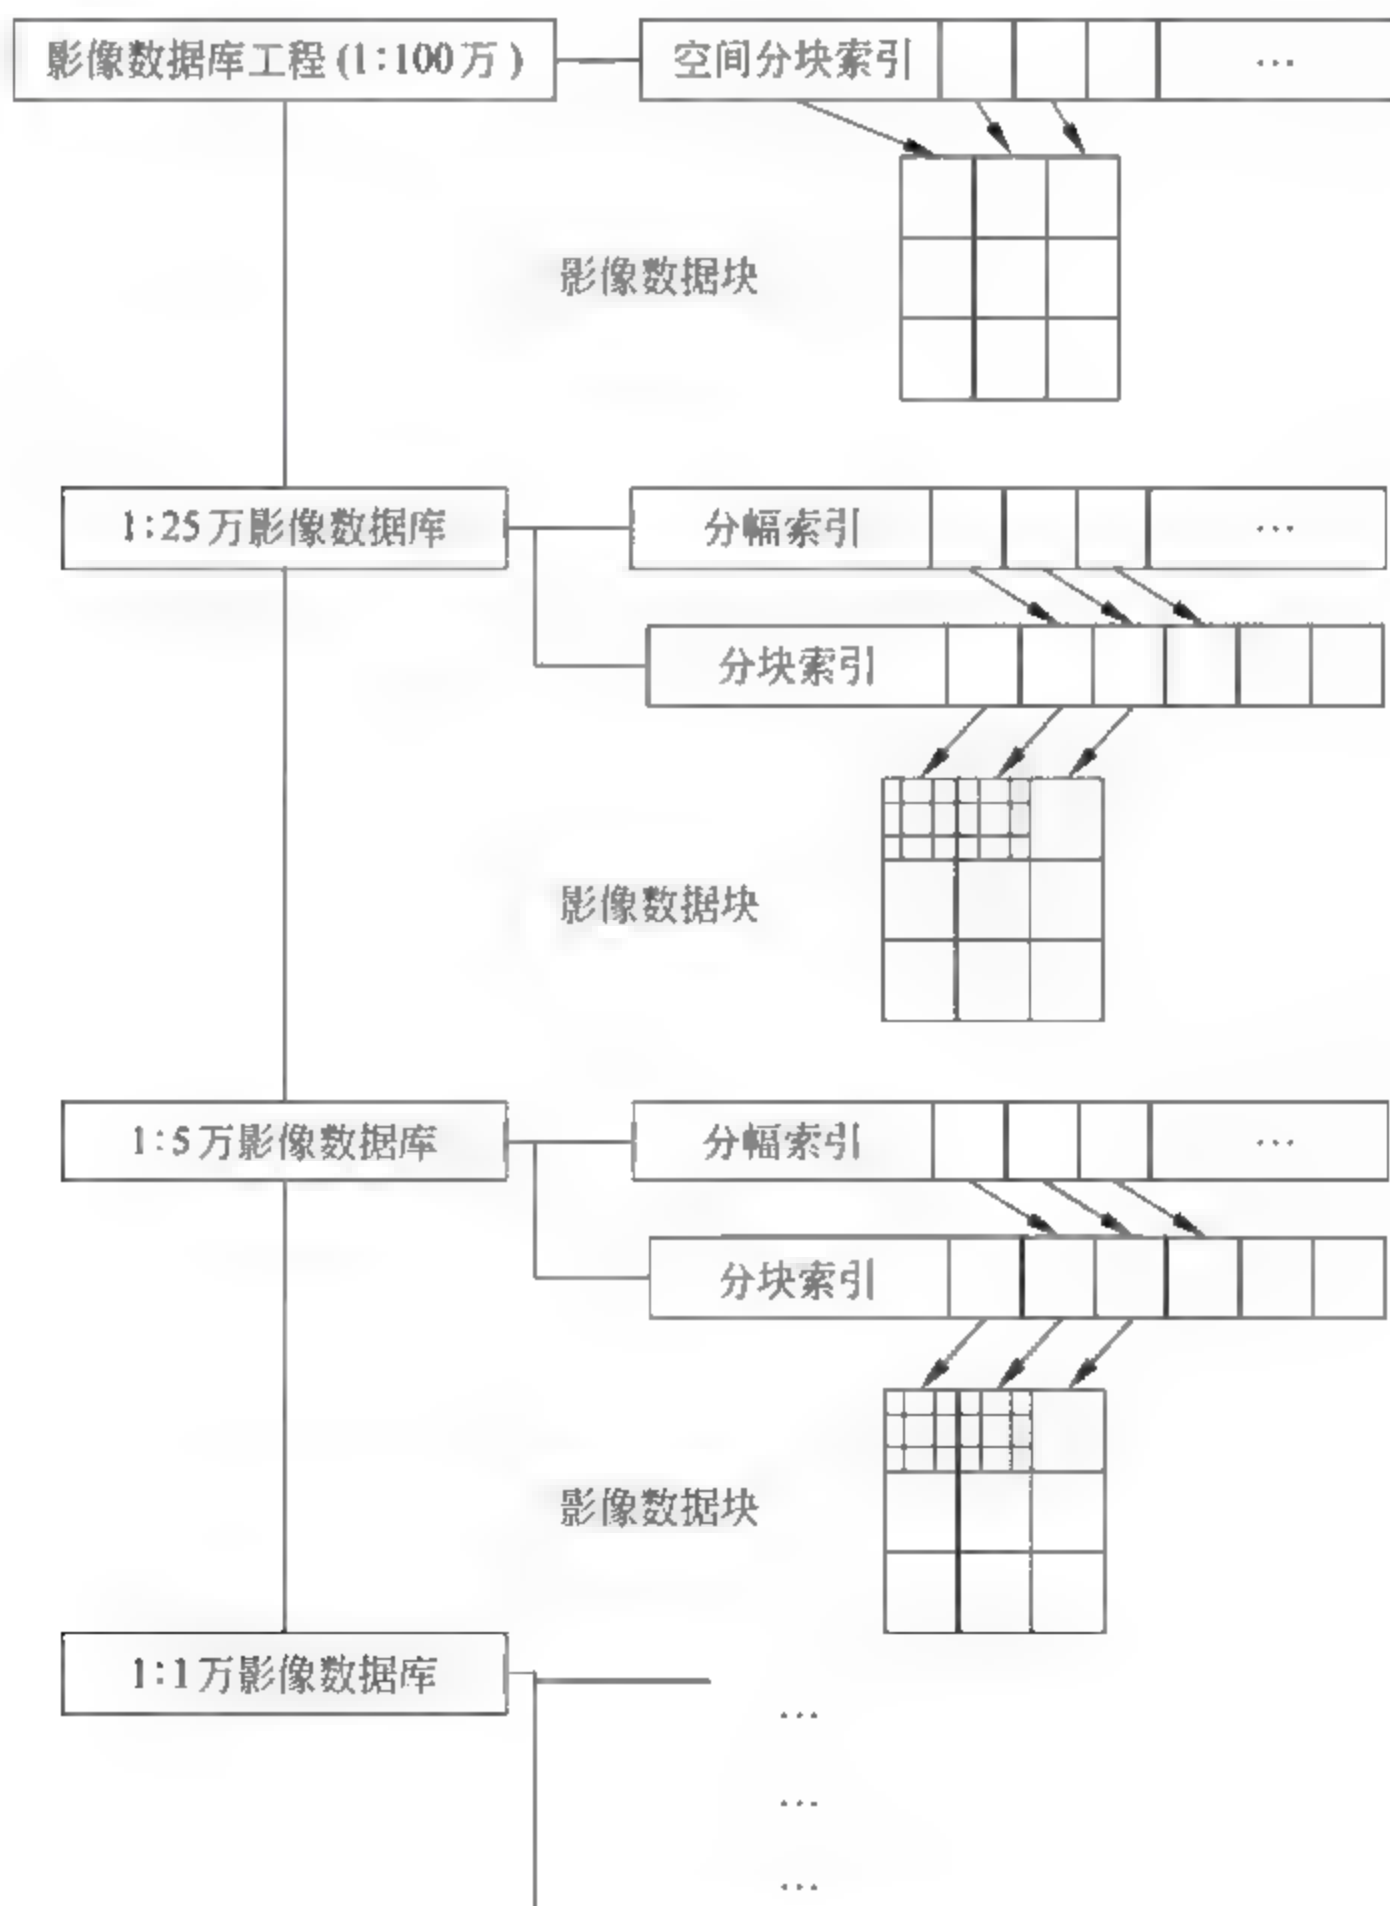 影像数据库工程(1:100万)
空间分块索引
…
影像数据块
1:25万影像数据库
分幅索引
…
分块索引
影像数据块
1:5万影像数据库
分幅索引
…
分块索引
影像数据块
1:1万影像数据库
…
…
…